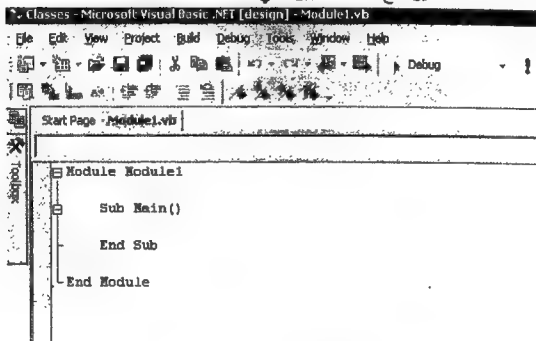 Classes - Microsoft Visual Basic .NET [design] - Module1.vb
File Edit View Project Build Debug Tools Window Help
Debug
Start Page Module1.vb
Toolbox
Module Module1
Sub Main()
End Sub
End Module